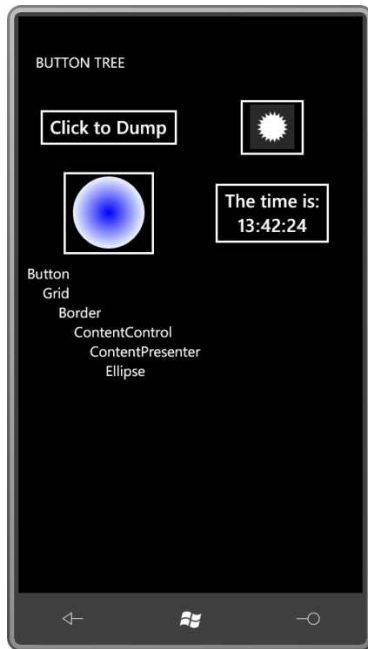 BUTTON TREE
Click to Dump
The time is:
13:42:24
Button
Grid
Border
ContentControl
ContentPresenter
Ellipse